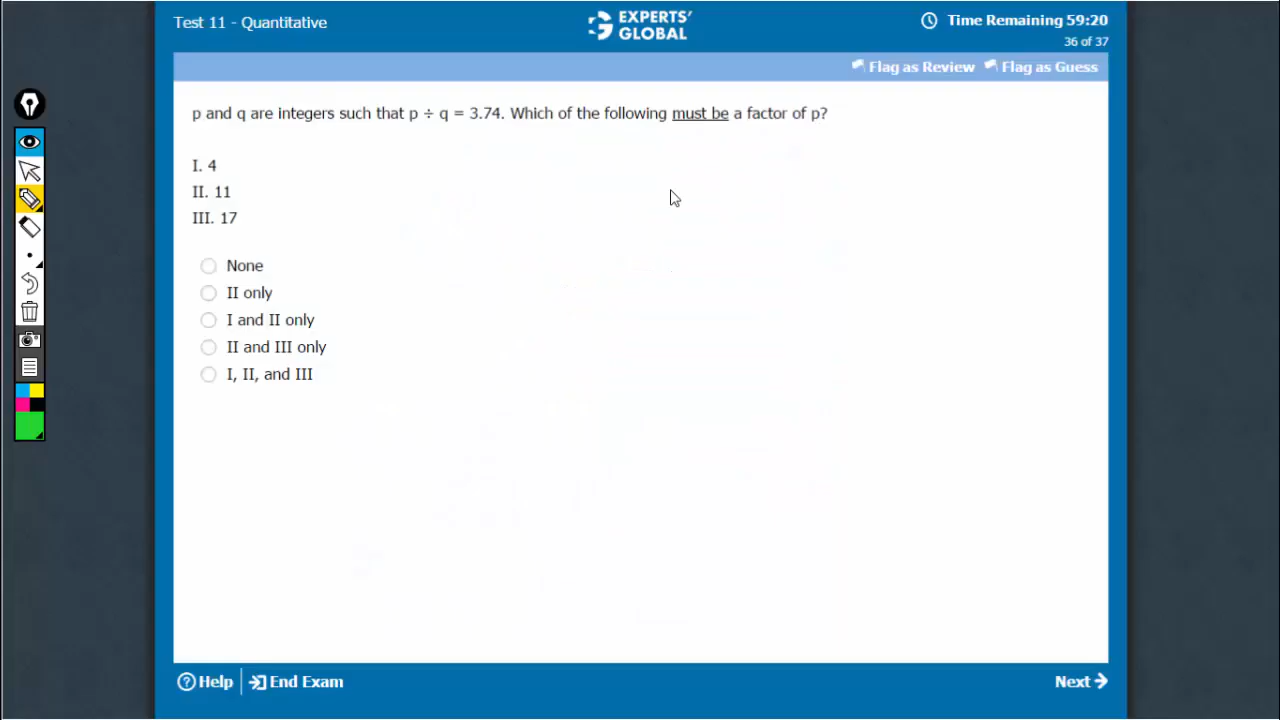 Test 11 - Quantitative
EXPERTS'
GLOBAL
Time Remaining 59:20
36 of 37
Flag as Review
Flag as Guess
p and q are integers such that p ÷ q = 3.74. Which of the following must be a factor of p?
I. 4
II. 11
III. 17
None
II only
I and II only
II and III only
I, II, and III
Help
End Exam
Next